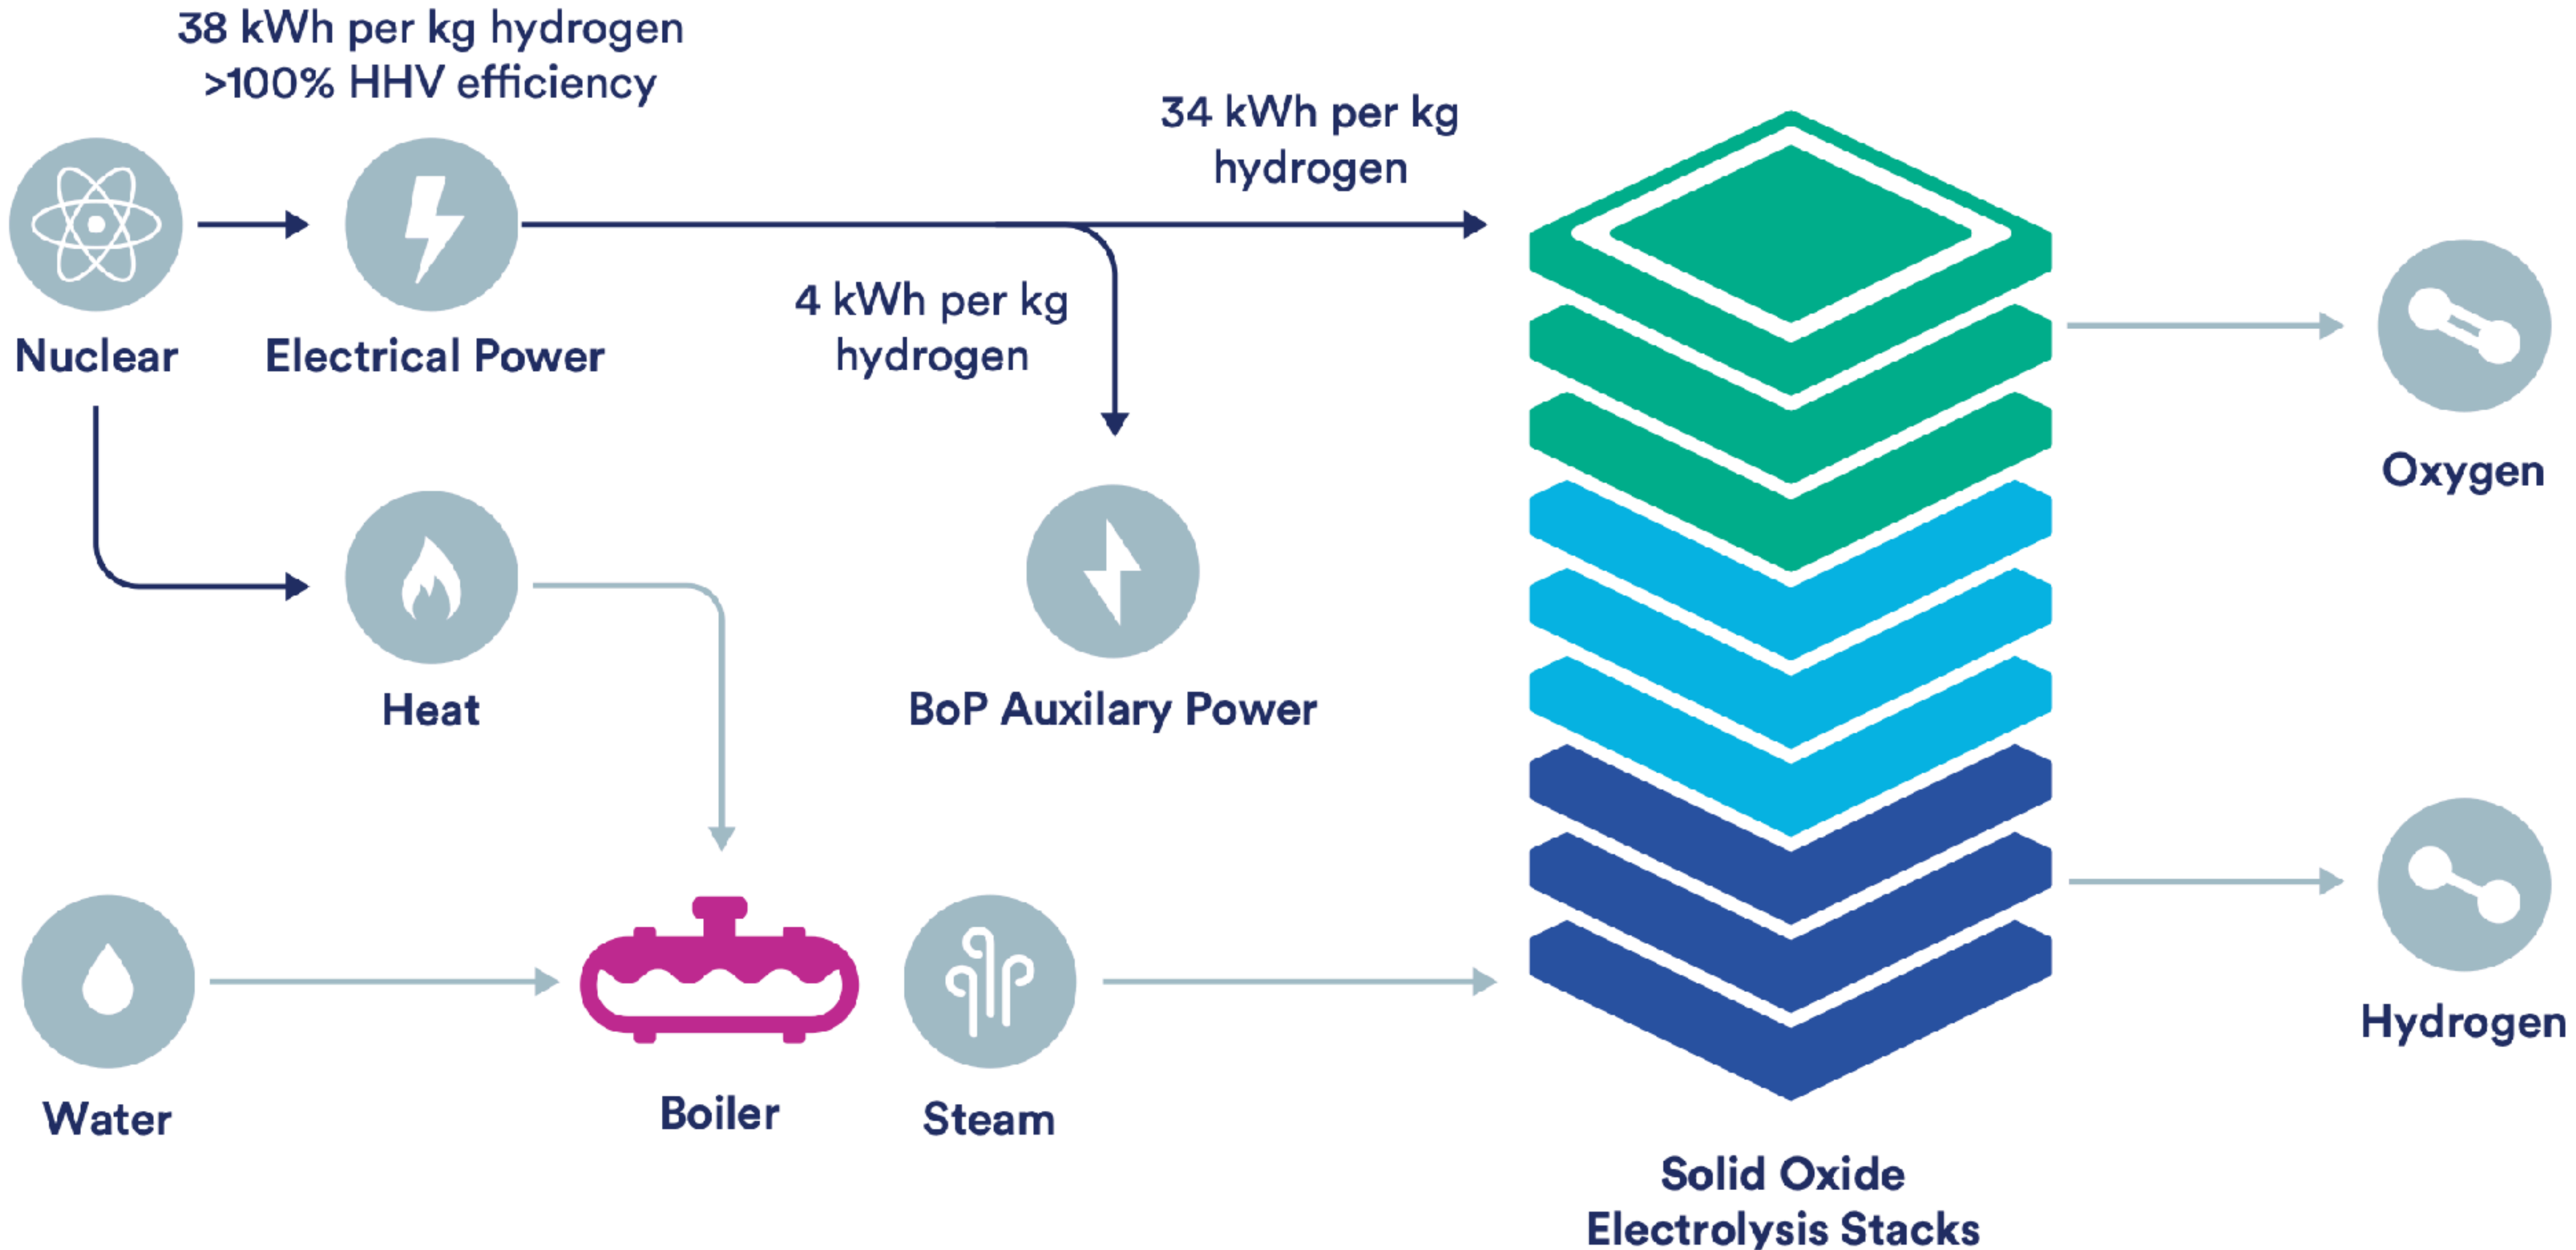 38 kWh per kg hydrogen
>100% HHV efficiency
34 kWh per kg
hydrogen
4 kWh per kg
hydrogen
Nuclear
Electrical Power
Oxygen
Heat
BoP Auxilary Power
Water
Boiler
Steam
Hydrogen
Solid Oxide
Electrolysis Stacks